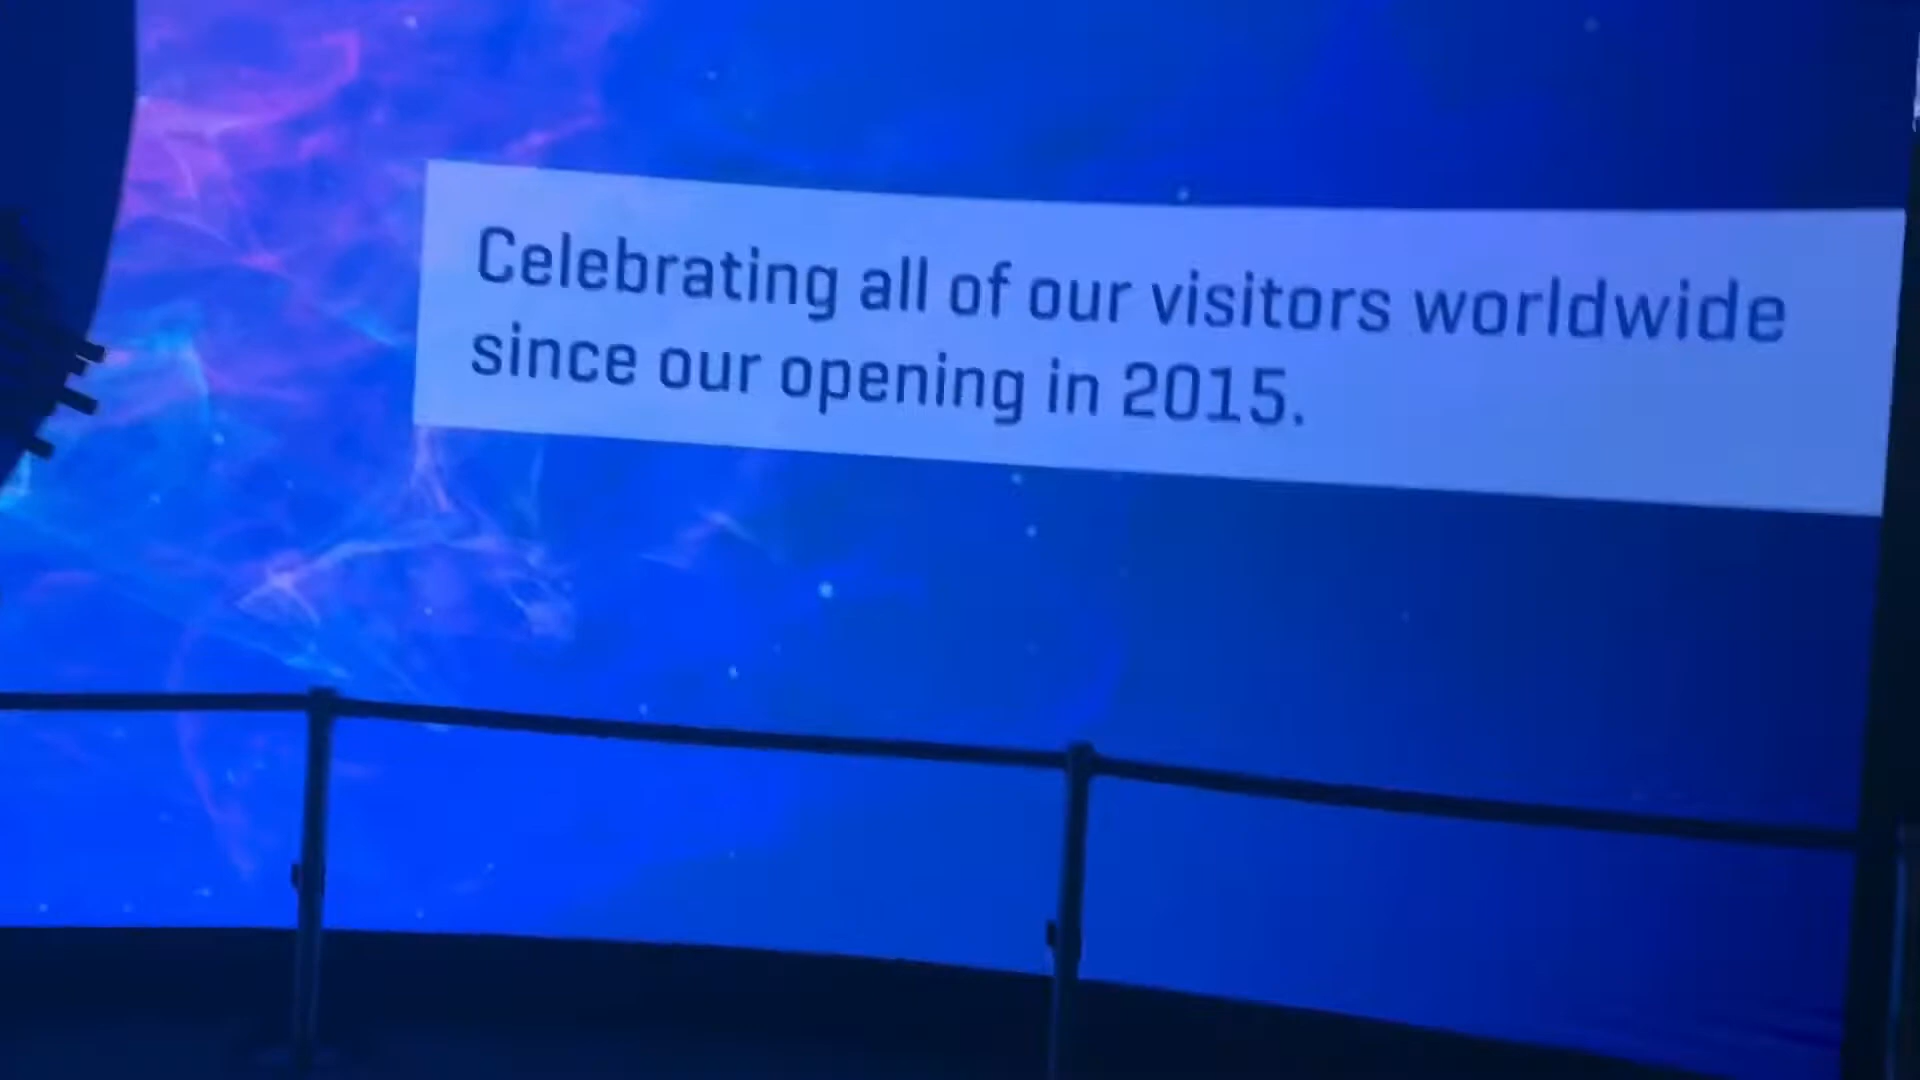 Celebrating all of our visitors worldwide
since our opening in 2015.